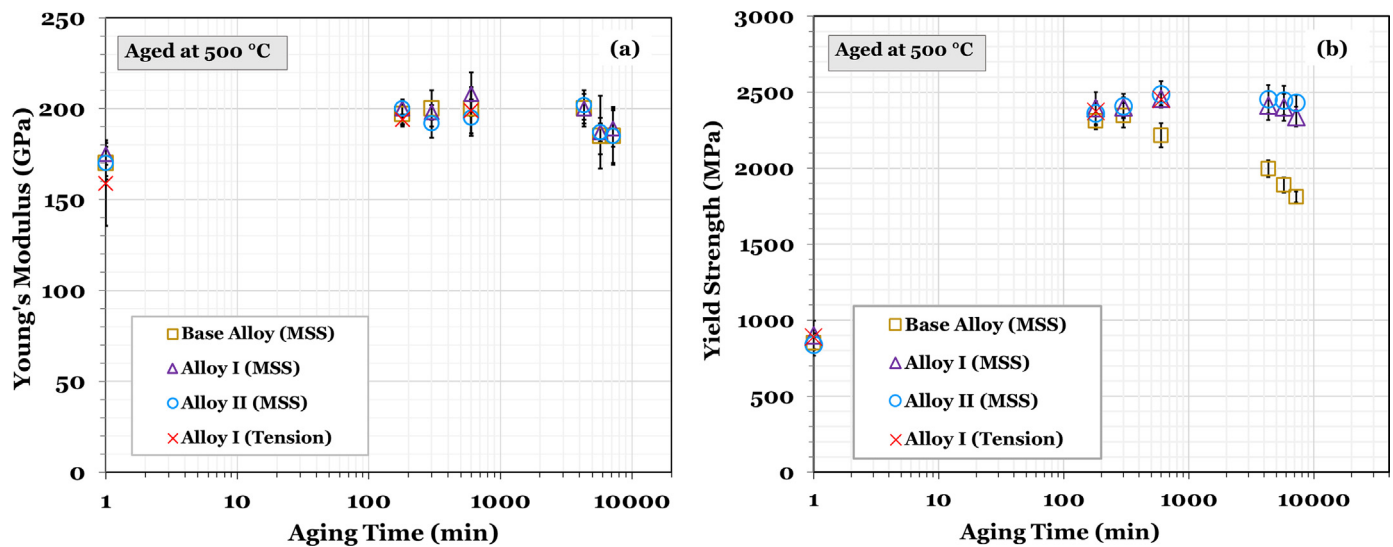 250
200
150
100
50
0
Young's Modulus (GPa)
Aged at 500 °C
(a)
Base Alloy (MSS)
Alloy I (MSS)
Alloy II (MSS)
Alloy I (Tension)
1
10
100
1000
10000
Aging Time (min)
3000
2500
2000
1500
1000
500
0
Yield Strength (MPa)
Aged at 500 °C
(b)
Base Alloy (MSS)
Alloy I (MSS)
Alloy II (MSS)
Alloy I (Tension)
1
10
100
1000
10000
Aging Time (min)